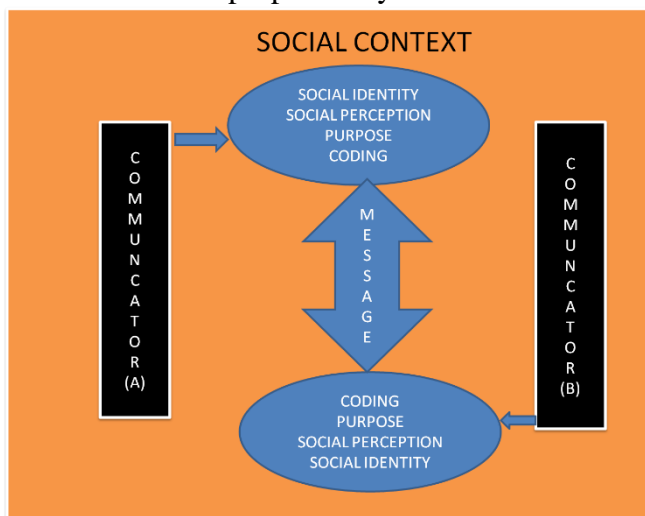 SOCIAL CONTEXT
SOCIAL IDENTITY
SOCIAL PERCEPTION
PURPOSE
CODING
COMMUNCATOR (A)
MESSAGE
COMMUNCATOR (B)
CODING
PURPOSE
SOCIAL PERCEPTION
SOCIAL IDENTITY